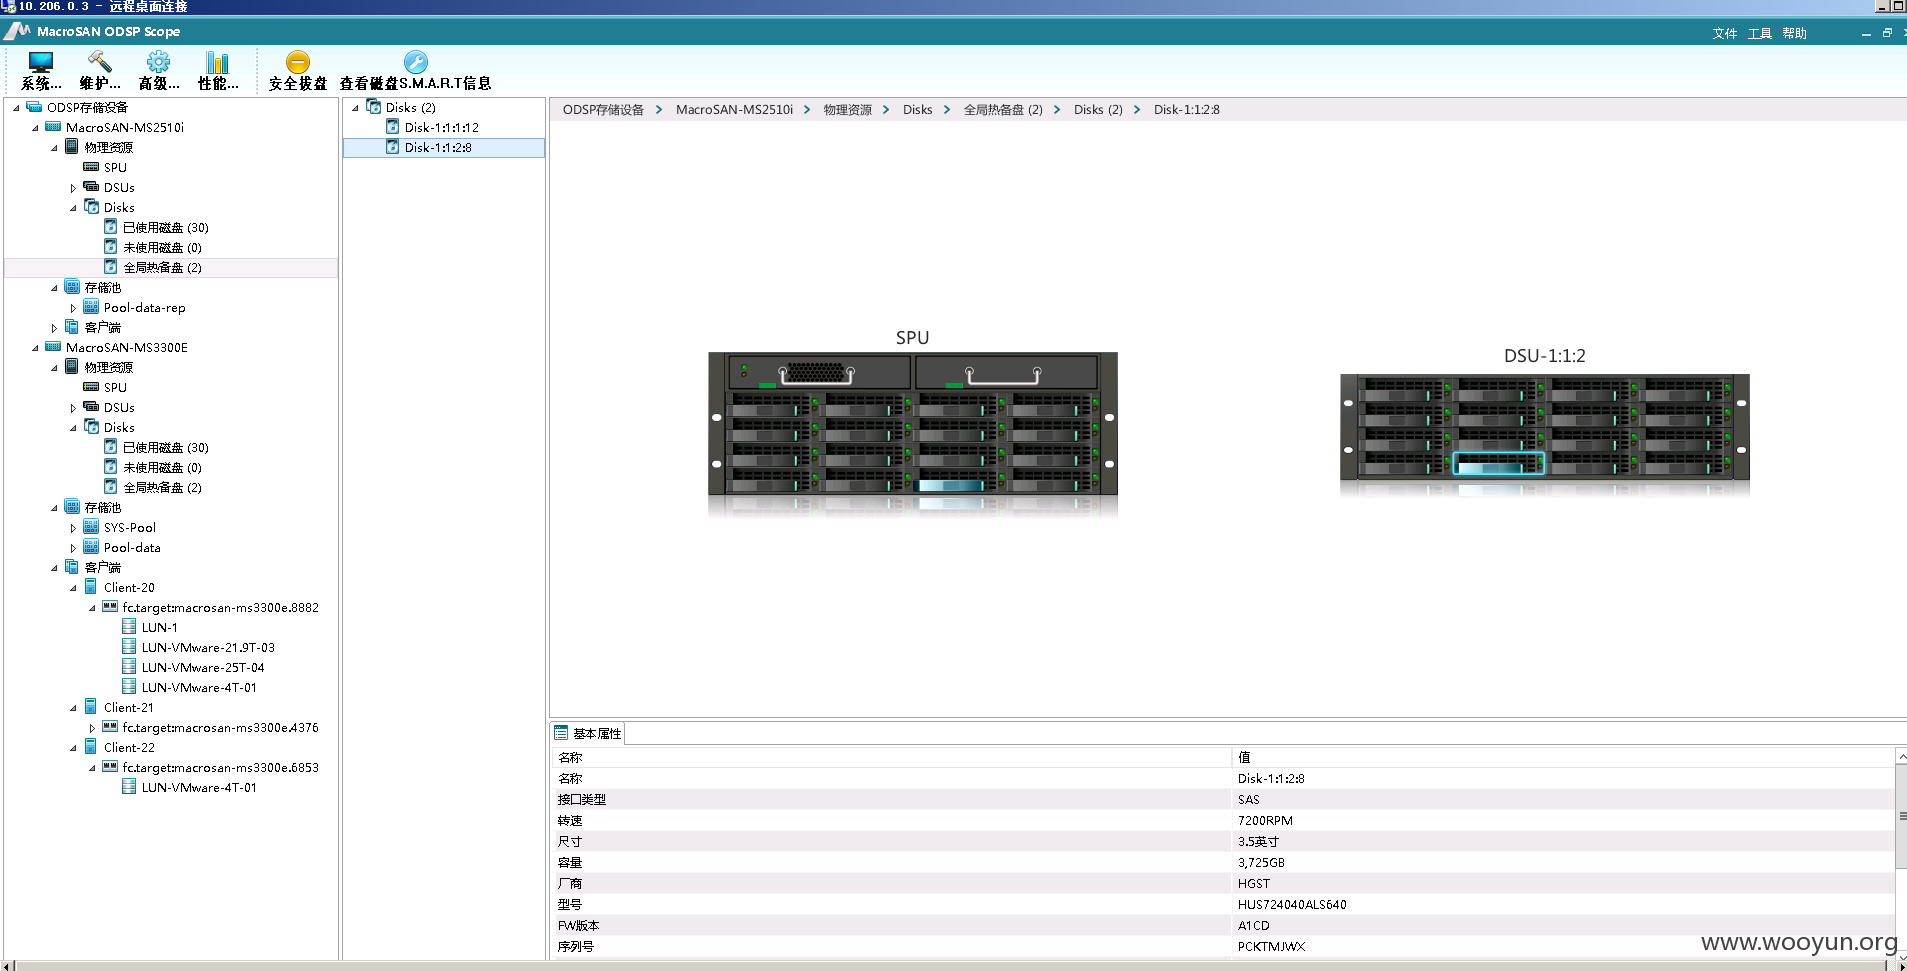 10.206.0.3 - 远程桌面连接
MacroSAN ODSP Scope
文件 工具 帮助
系统... 维护... 高级... 性能... 安全拔盘 查看磁盘S.M.A.R.T信息
ODSP存储设备
MacroSAN-MS2510i
物理资源
SPU
DSUs
Disks
已使用磁盘 (30)
未使用磁盘 (0)
全局热备盘 (2)
存储池
Pool-data-rep
客户端
MacroSAN-MS3300E
物理资源
SPU
DSUs
Disks
已使用磁盘 (30)
未使用磁盘 (0)
全局热备盘 (2)
存储池
SYS-Pool
Pool-data
客户端
Client-20
fc.target:macrosan-ms3300e.8882
LUN-1
LUN-VMware-21.9T-03
LUN-VMware-25T-04
LUN-VMware-4T-01
Client-21
fc.target:macrosan-ms3300e.4376
Client-22
fc.target:macrosan-ms3300e.6853
LUN-VMware-4T-01
Disks (2)
Disk-1:1:1:12
Disk-1:1:2:8
ODSP存储设备 > MacroSAN-MS2510i > 物理资源 > Disks > 全局热备盘 (2) > Disks (2) > Disk-1:1:2:8
SPU
DSU-1:1:2
基本属性
名称 值
名称 Disk-1:1:2:8
接口类型 SAS
转速 7200RPM
尺寸 3.5英寸
容量 3,725GB
厂商 HGST
型号 HUS724040ALS640
FW版本 A1CD
序列号 PCKTMJWX
www.wooyun.org